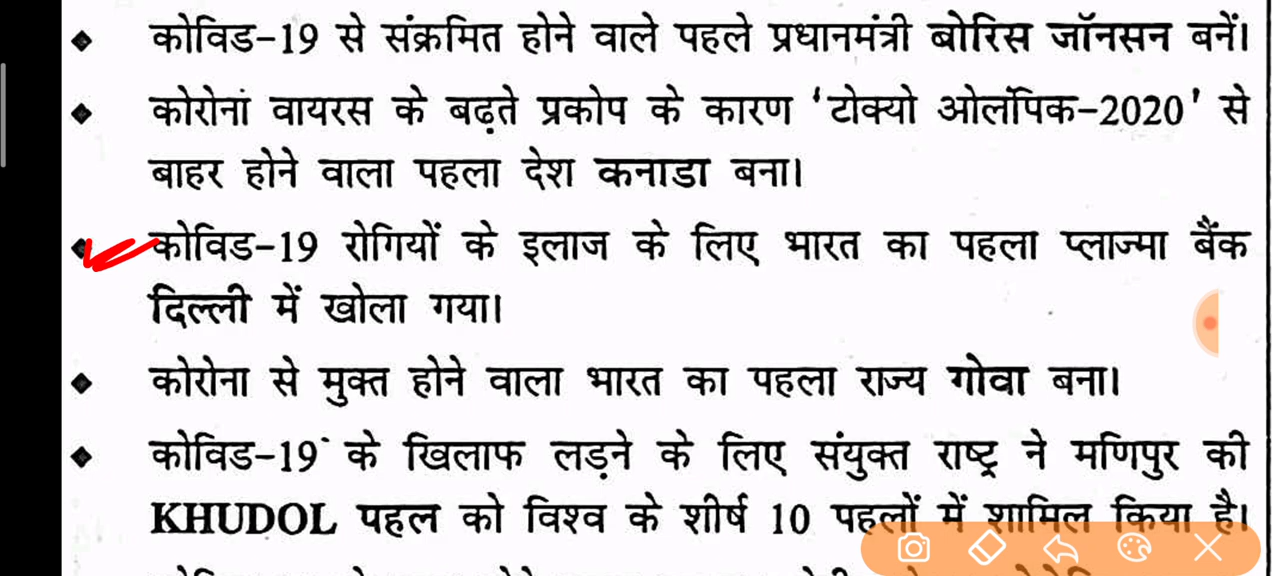 कोविड-19 से संक्रमित होने वाले पहले प्रधानमंत्री बोरिस जॉनसन बनें।
कोरोना वायरस के बढ़ते प्रकोप के कारण 'टोक्यो ओलंपिक-2020' से
बाहर होने वाला पहला देश कनाडा बना।
कोविड-19 रोगियों के इलाज के लिए भारत का पहला प्लाज्मा बैंक
दिल्ली में खोला गया।
कोरोना से मुक्त होने वाला भारत का पहला राज्य गोवा बना।
कोविड-19 के खिलाफ लड़ने के लिए संयुक्त राष्ट्र ने मणिपुर की
KHUDOL पहल को विश्व के शीर्ष 10 पहलों में शामिल किया है।